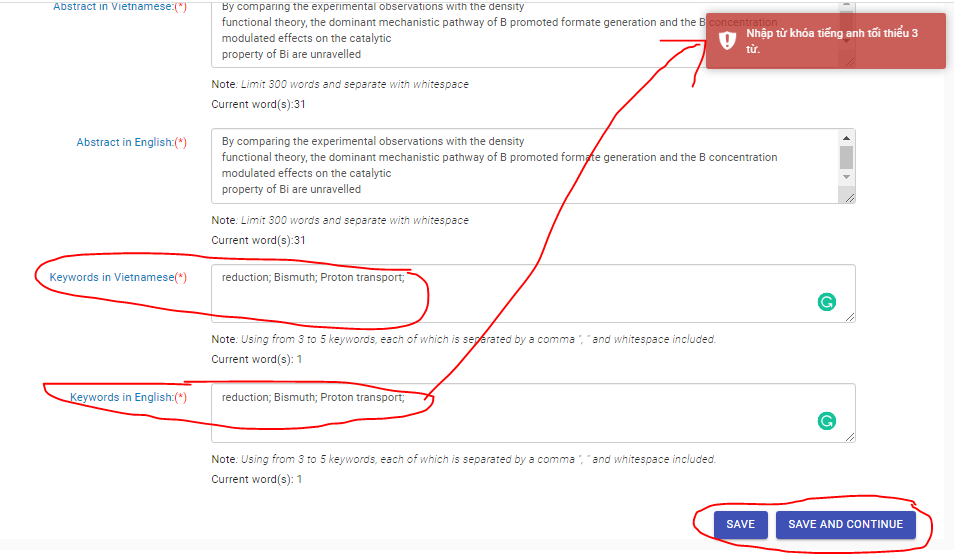 Abstract in Vietnamese:(*)
By comparing the experimental observations with the density
functional theory, the dominant mechanistic pathway of B promoted formate generation and the B concentration
modulated effects on the catalytic
property of Bi are unravelled
Nhập từ khóa tiếng anh tối thiểu 3
từ.
Note. Limit 300 words and separate with whitespace
Current word(s):31
Abstract in English:(*)
By comparing the experimental observations with the density
functional theory, the dominant mechanistic pathway of B promoted formate generation and the B concentration
modulated effects on the catalytic
property of Bi are unravelled
Note. Limit 300 words and separate with whitespace
Current word(s):31
Keywords in Vietnamese(*)
reduction; Bismuth; Proton transport;
Note. Using from 3 to 5 keywords, each of which is separated by a comma ", " and whitespace included.
Current word(s): 1
Keywords in English:(*)
reduction; Bismuth; Proton transport;
Note. Using from 3 to 5 keywords, each of which is separated by a comma ", " and whitespace included.
Current word(s): 1
SAVE
SAVE AND CONTINUE